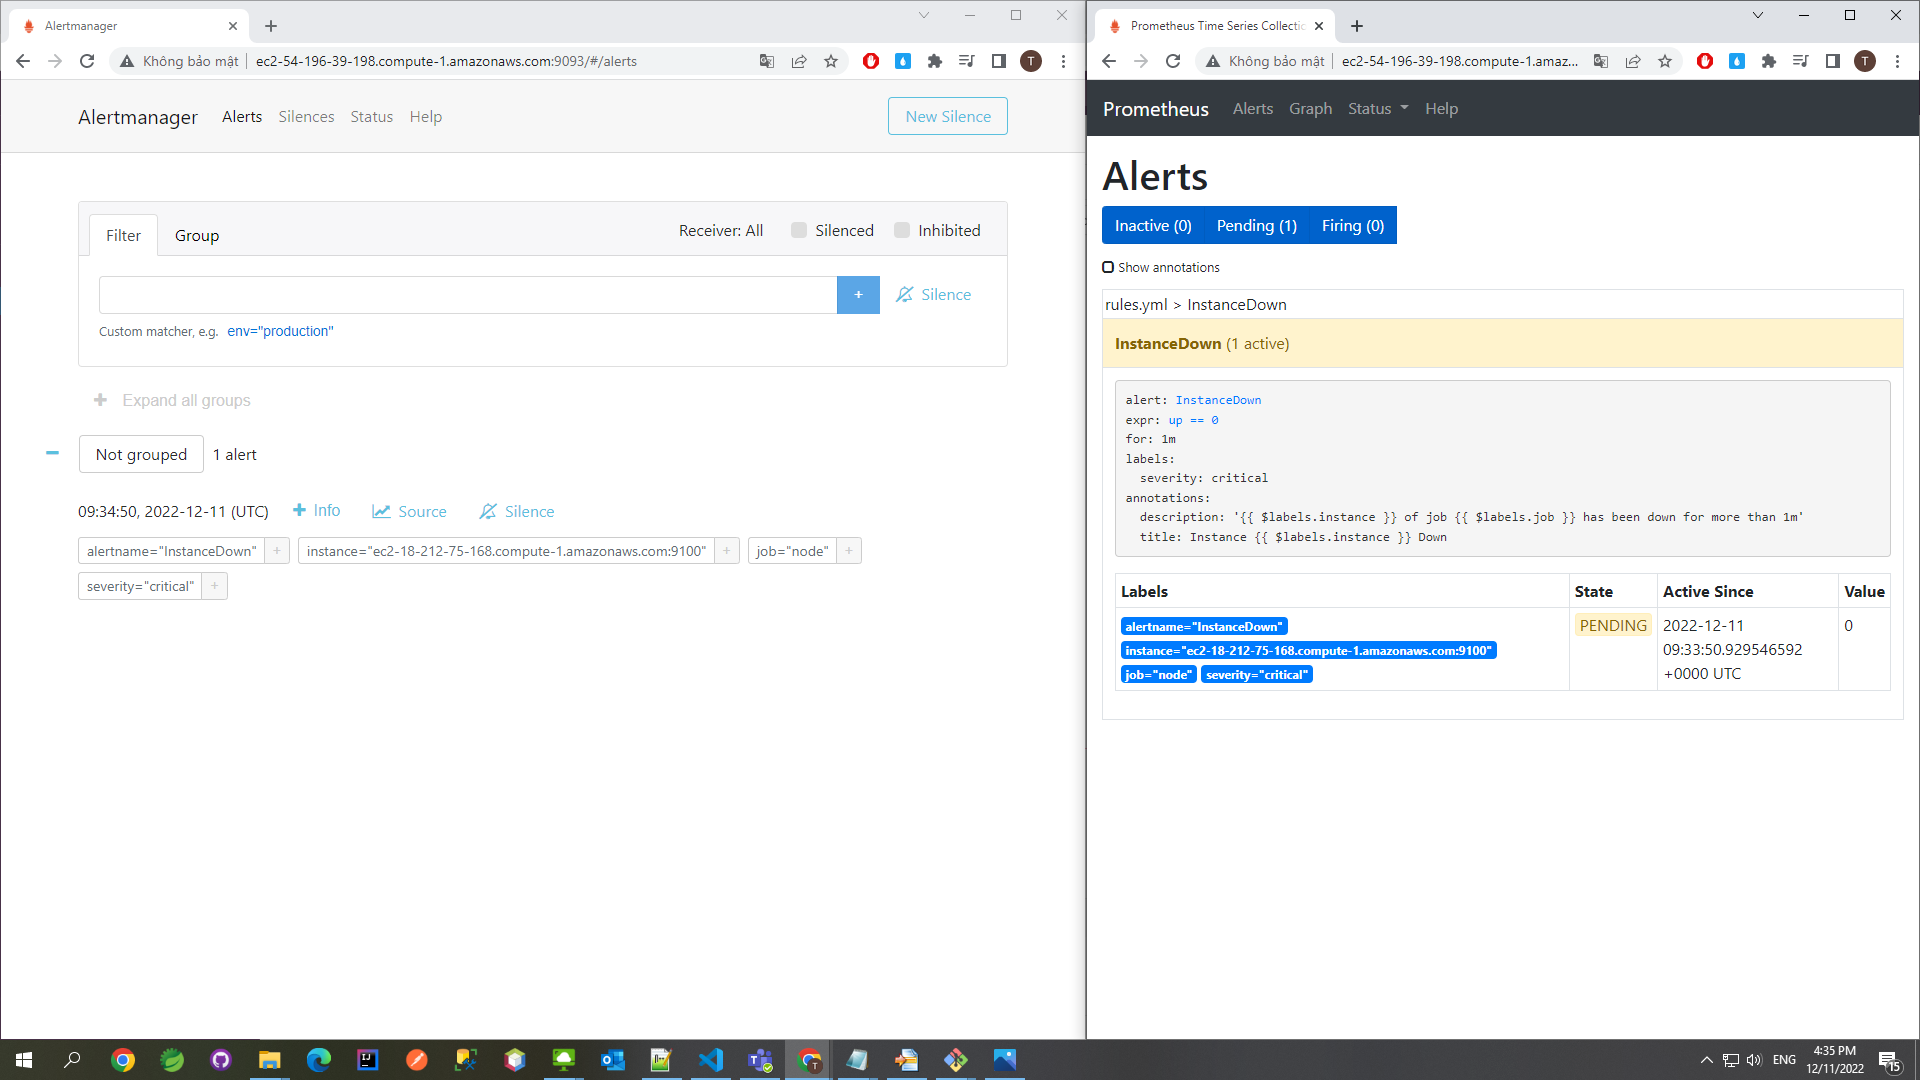 Alertmanager
Không bảo mật
ec2-54-196-39-198.compute-1.amazonaws.com:9093/#/alerts
T
Alertmanager Alerts Silences Status Help
New Silence
Filter
Group
Receiver: All
Silenced
Inhibited
+
Silence
Custom matcher, e.g. env="production"
+ Expand all groups
Not grouped
1 alert
09:34:50, 2022-12-11 (UTC)
+ Info
Source
Silence
alertname="InstanceDown" +
instance="ec2-18-212-75-168.compute-1.amazonaws.com:9100" +
job="node" +
severity="critical" +
Prometheus Time Series Collectic
Không bảo mật
ec2-54-196-39-198.compute-1.amaz...
T
Prometheus Alerts Graph Status Help
Alerts
Inactive (0)
Pending (1)
Firing (0)
Show annotations
rules.yml > InstanceDown
InstanceDown (1 active)
alert: InstanceDown
expr: up == 0
for: 1m
labels:
severity: critical
annotations:
description: '{{ $labels.instance }} of job {{ $labels.job }} has been down for more than 1m'
title: Instance {{ $labels.instance }} Down
Labels State Active Since Value
alertname="InstanceDown"
instance="ec2-18-212-75-168.compute-1.amazonaws.com:9100"
job="node" severity="critical"
PENDING
2022-12-11
09:33:50.929546592
+0000 UTC
0
ENG
4:35 PM
12/11/2022
15